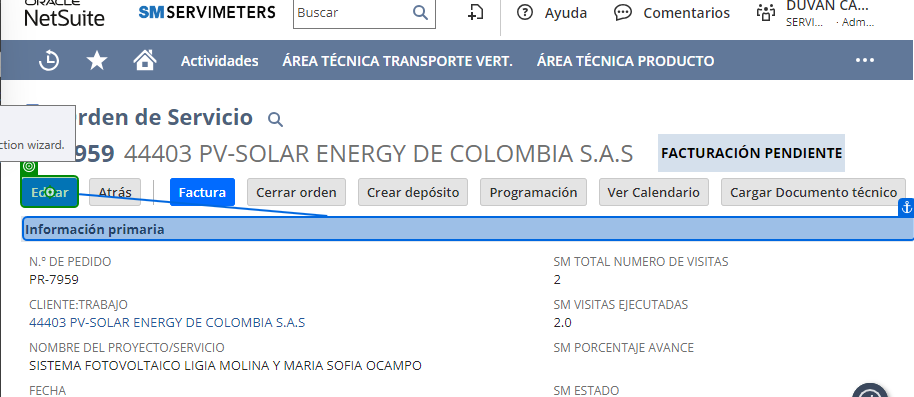 ORACLE
NetSuite
SM SERVIMETERS
Buscar
Ayuda
Comentarios
DUVAN CA...
SERVI... · Adm...
Actividades
ÁREA TÉCNICA TRANSPORTE VERT.
ÁREA TÉCNICA PRODUCTO
rden de Servicio
ction wizard.
959 44403 PV-SOLAR ENERGY DE COLOMBIA S.A.S
FACTURACIÓN PENDIENTE
Atrás
Factura
Cerrar orden
Crear depósito
Programación
Ver Calendario
Cargar Documento técnico
Información primaria
N.º DE PEDIDO
PR-7959
CLIENTE:TRABAJO
44403 PV-SOLAR ENERGY DE COLOMBIA S.A.S
NOMBRE DEL PROYECTO/SERVICIO
SISTEMA FOTOVOLTAICO LIGIA MOLINA Y MARIA SOFIA OCAMPO
FECHA
SM TOTAL NUMERO DE VISITAS
2
SM VISITAS EJECUTADAS
2.0
SM PORCENTAJE AVANCE
SM ESTADO